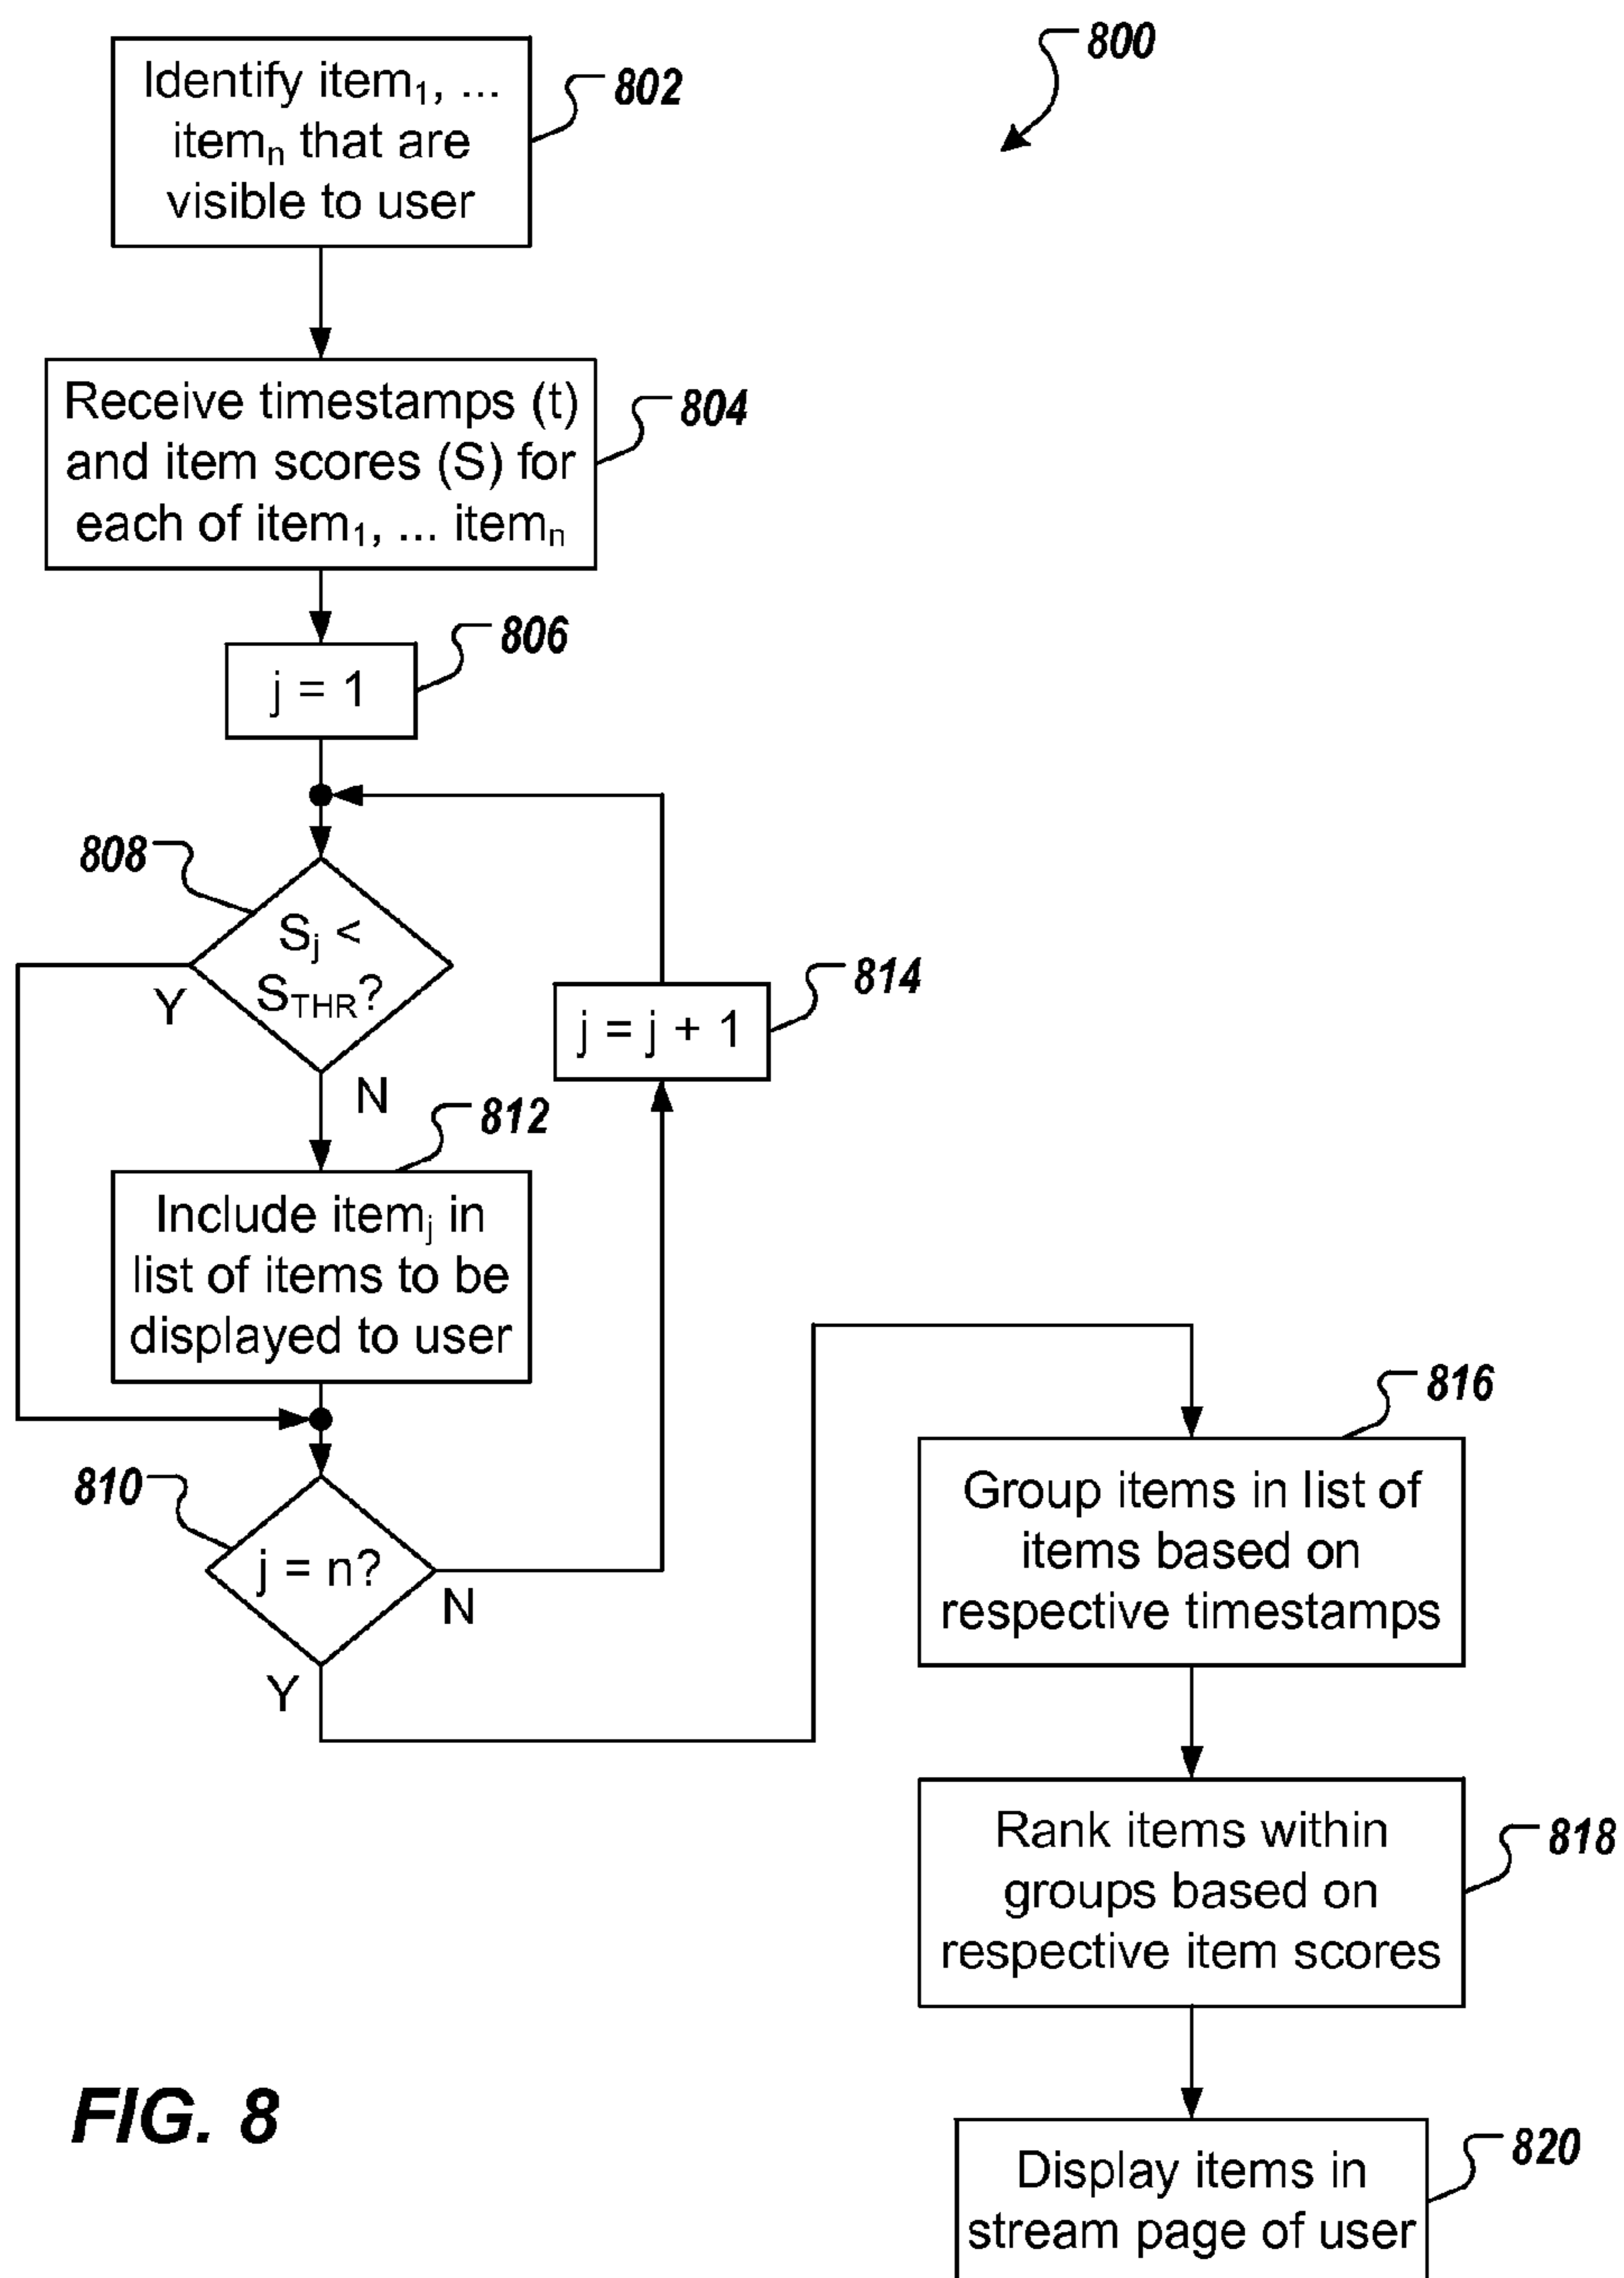 800
Identify item1, ...
itemn that are
visible to user
802
Receive timestamps (t)
and item scores (S) for
each of item1, ... itemn
804
j = 1
806
808
Sj <
STHR?
Y
N
j = j + 1
814
812
Include itemj in
list of items to be
displayed to user
810
j = n?
N
Y
816
Group items in list of
items based on
respective timestamps
Rank items within
groups based on
respective item scores
818
Display items in
stream page of user
820
FIG. 8